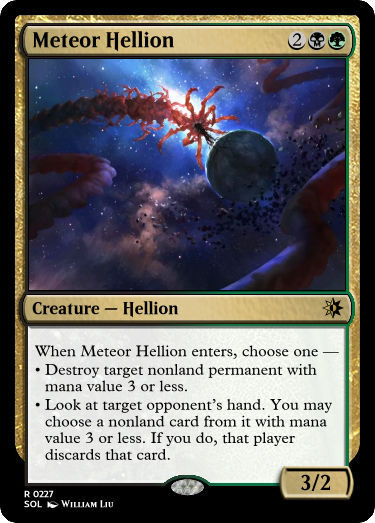 Meteor Hellion 2
Creature — Hellion
When Meteor Hellion enters, choose one —
• Destroy target nonland permanent with
mana value 3 or less.
• Look at target opponent's hand. You may
choose a nonland card from it with mana
value 3 or less. If you do, that player
discards that card.
3/2
R 0227
SOL William Liu